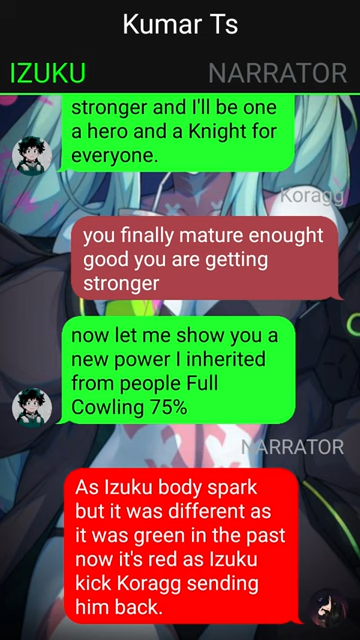 Kumar Ts
IZUKU
NARRATOR
stronger and I'll be one
a hero and a Knight for
everyone.
Koragg
you finally mature enought
good you are getting
stronger
now let me show you a
new power I inherited
from people Full
Cowling 75%
NARRATOR
As Izuku body spark
but it was different as
it was green in the past
now it's red as Izuku
kick Koragg sending
him back.